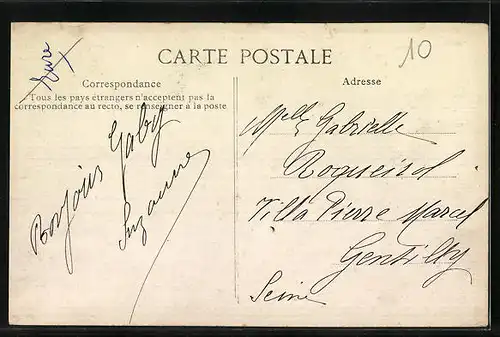 Eure
10
CARTE POSTALE
Correspondance
Tous les pays étrangers n'acceptent pas la
correspondance au recto, se renseigner à la poste
Bonjour Gaby
Suzanne
Adresse
Melle Gabrielle
Villa Pierre Marcel
Gentilly
Seine